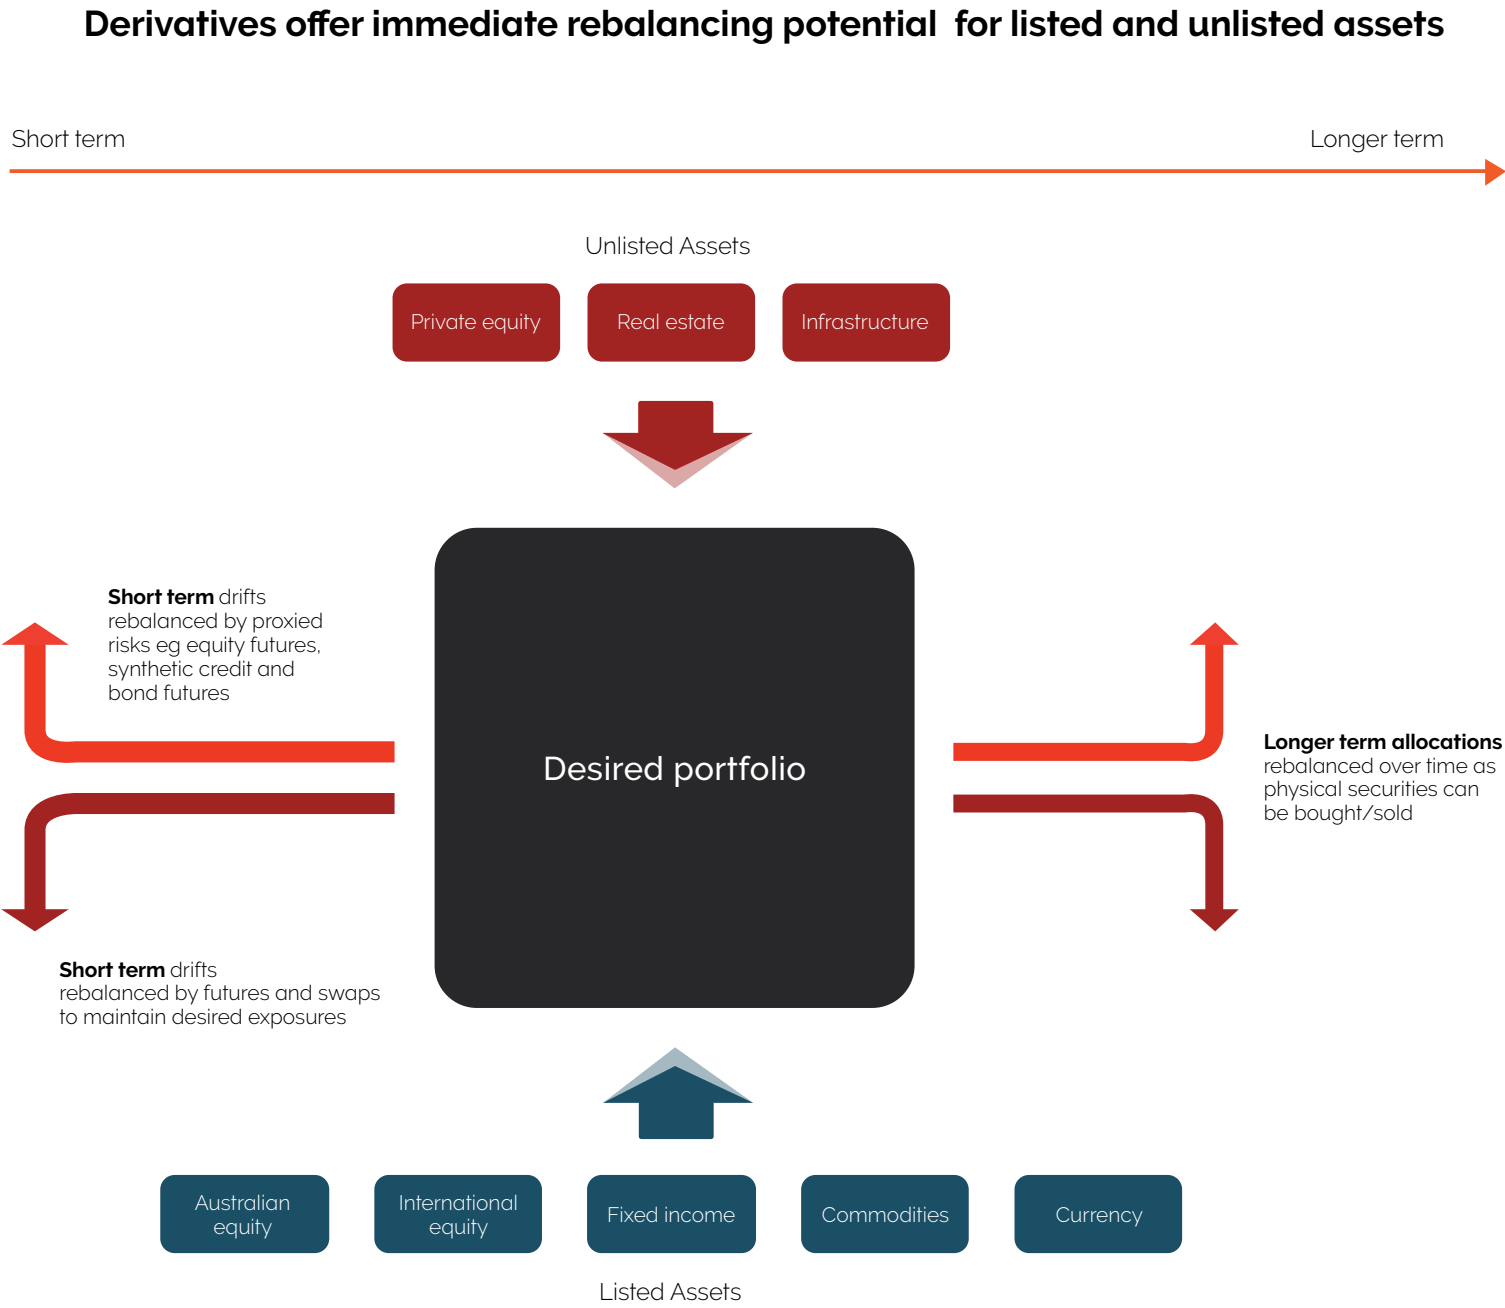 Derivatives offer immediate rebalancing potential for listed and unlisted assets
Short term
Longer term
Unlisted Assets
Private equity
Real estate
Infrastructure
Short term drifts
rebalanced by proxied
risks eg equity futures,
synthetic credit and
bond futures
Desired portfolio
Longer term allocations
rebalanced over time as
physical securities can
be bought/sold
Short term drifts
rebalanced by futures and swaps
to maintain desired exposures
Australian
equity
International
equity
Fixed income
Commodities
Currency
Listed Assets